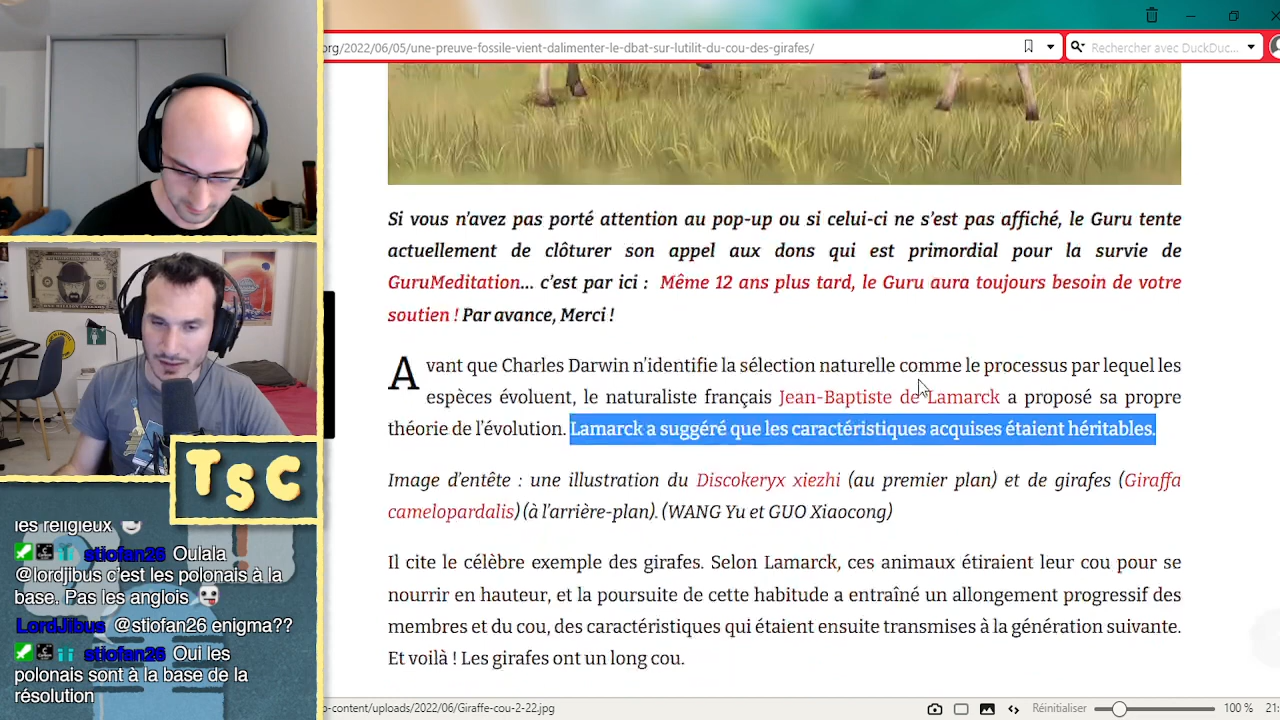 org/2022/06/05/une-preuve-fossile-vient-dalimenter-le-dbat-sur-lutilit-du-cou-des-girafes/
Rechercher avec DuckDuc...
Si vous n'avez pas porté attention au pop-up ou si celui-ci ne s'est pas affiché, le Guru tente
actuellement de clôturer son appel aux dons qui est primordial pour la survie de
GuruMeditation… c'est par ici : Même 12 ans plus tard, le Guru aura toujours besoin de votre
soutien ! Par avance, Merci !
Avant que Charles Darwin n'identifie la sélection naturelle comme le processus par lequel les
espèces évoluent, le naturaliste français Jean-Baptiste de Lamarck a proposé sa propre
théorie de l'évolution. Lamarck a suggéré que les caractéristiques acquises étaient héritables.
Image d'entête : une illustration du Discokeryx xiezhi (au premier plan) et de girafes (Giraffa
camelopardalis) (à l'arrière-plan). (WANG Yu et GUO Xiaocong)
Il cite le célèbre exemple des girafes. Selon Lamarck, ces animaux étiraient leur cou pour se
nourrir en hauteur, et la poursuite de cette habitude a entraîné un allongement progressif des
membres et du cou, des caractéristiques qui étaient ensuite transmises à la génération suivante.
Et voilà ! Les girafes ont un long cou.
p-content/uploads/2022/06/Giraffe-cou-2-22.jpg
Réinitialiser
100 %
21:
TSC
les religieux
stiofan26 Oulala
@lordjibus c'est les polonais à la
base. Pas les anglois
LordJibus @stiofan26 enigma??
stiofan26 Oui les
polonais sont à la base de la
résolution